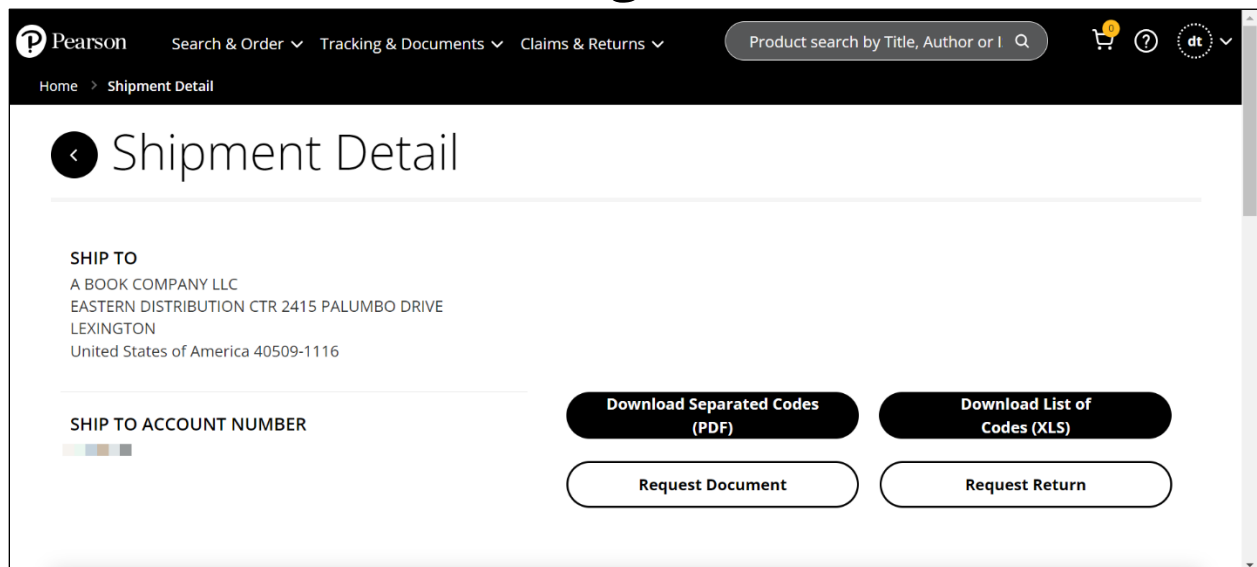 Pearson
Search & Order
Tracking & Documents
Claims & Returns
Product search by Title, Author or I.
0
?
dt
Home > Shipment Detail
Shipment Detail
SHIP TO
A BOOK COMPANY LLC
EASTERN DISTRIBUTION CTR 2415 PALUMBO DRIVE
LEXINGTON
United States of America 40509-1116
SHIP TO ACCOUNT NUMBER
Download Separated Codes
(PDF)
Download List of
Codes (XLS)
Request Document
Request Return